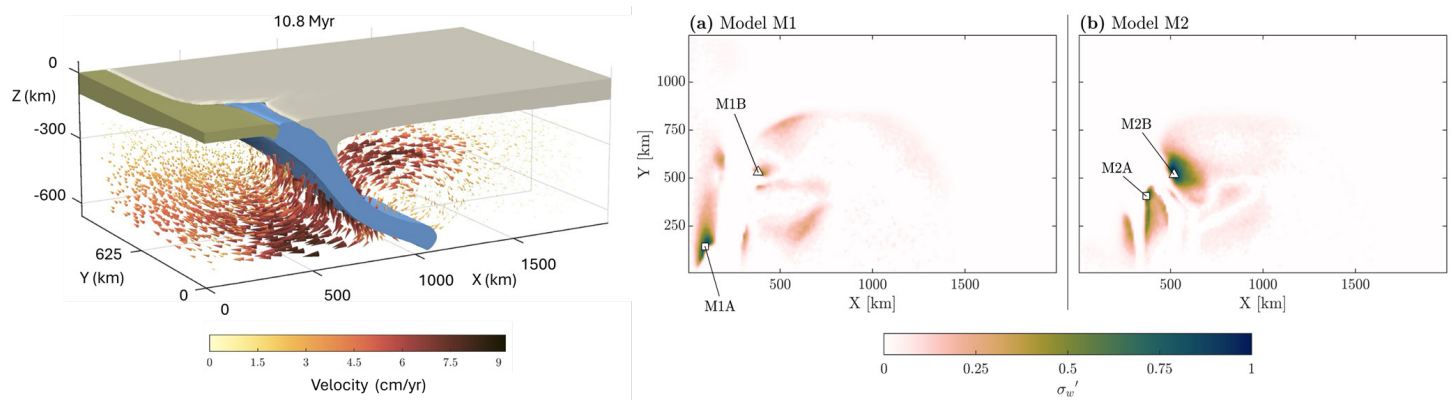 10.8 Myr
0
Z (km)
-300
-600
625
Y (km)
0
0
500
1000
X (km)
1500
0 1.5 3 4.5 6 7.5 9
Velocity (cm/yr)
(a) Model M1
1000
750
500
250
Y [km]
M1B
M1A
500 1000 1500
X [km]
(b) Model M2
M2B
M2A
500 1000 1500
X [km]
0 0.25 0.5 0.75 1
σw′